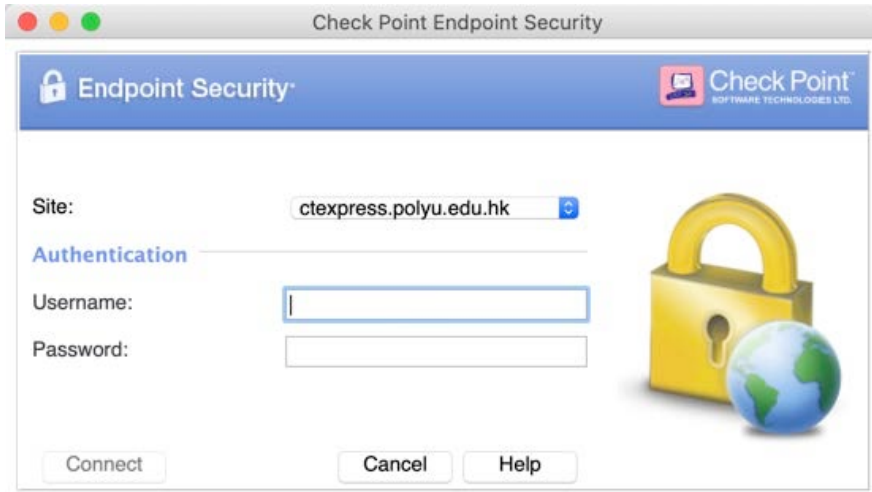 Check Point Endpoint Security
Endpoint Security
Check Point
SOFTWARE TECHNOLOGIES LTD.
Site: ctexpress.polyu.edu.hk
Authentication
Username:
Password:
Connect Cancel Help